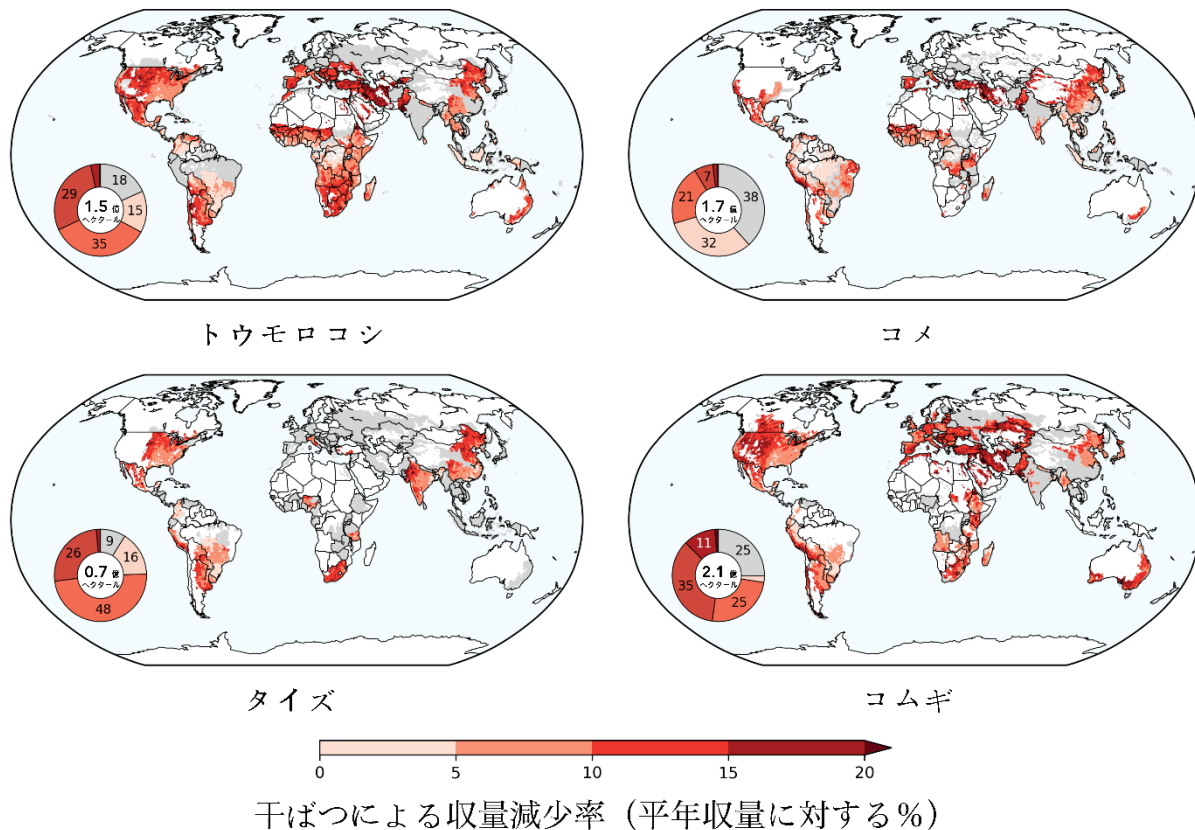 18
15
35
29
1.5 億
ヘクタール
トウモロコシ
38
32
21
7
1.7 億
ヘクタール
コメ
9
16
48
26
0.7 億
ヘクタール
タイズ
25
25
35
11
2.1 億
ヘクタール
コムギ
0 5 10 15 20
干ばつによる収量減少率 (平年収量に対する%)